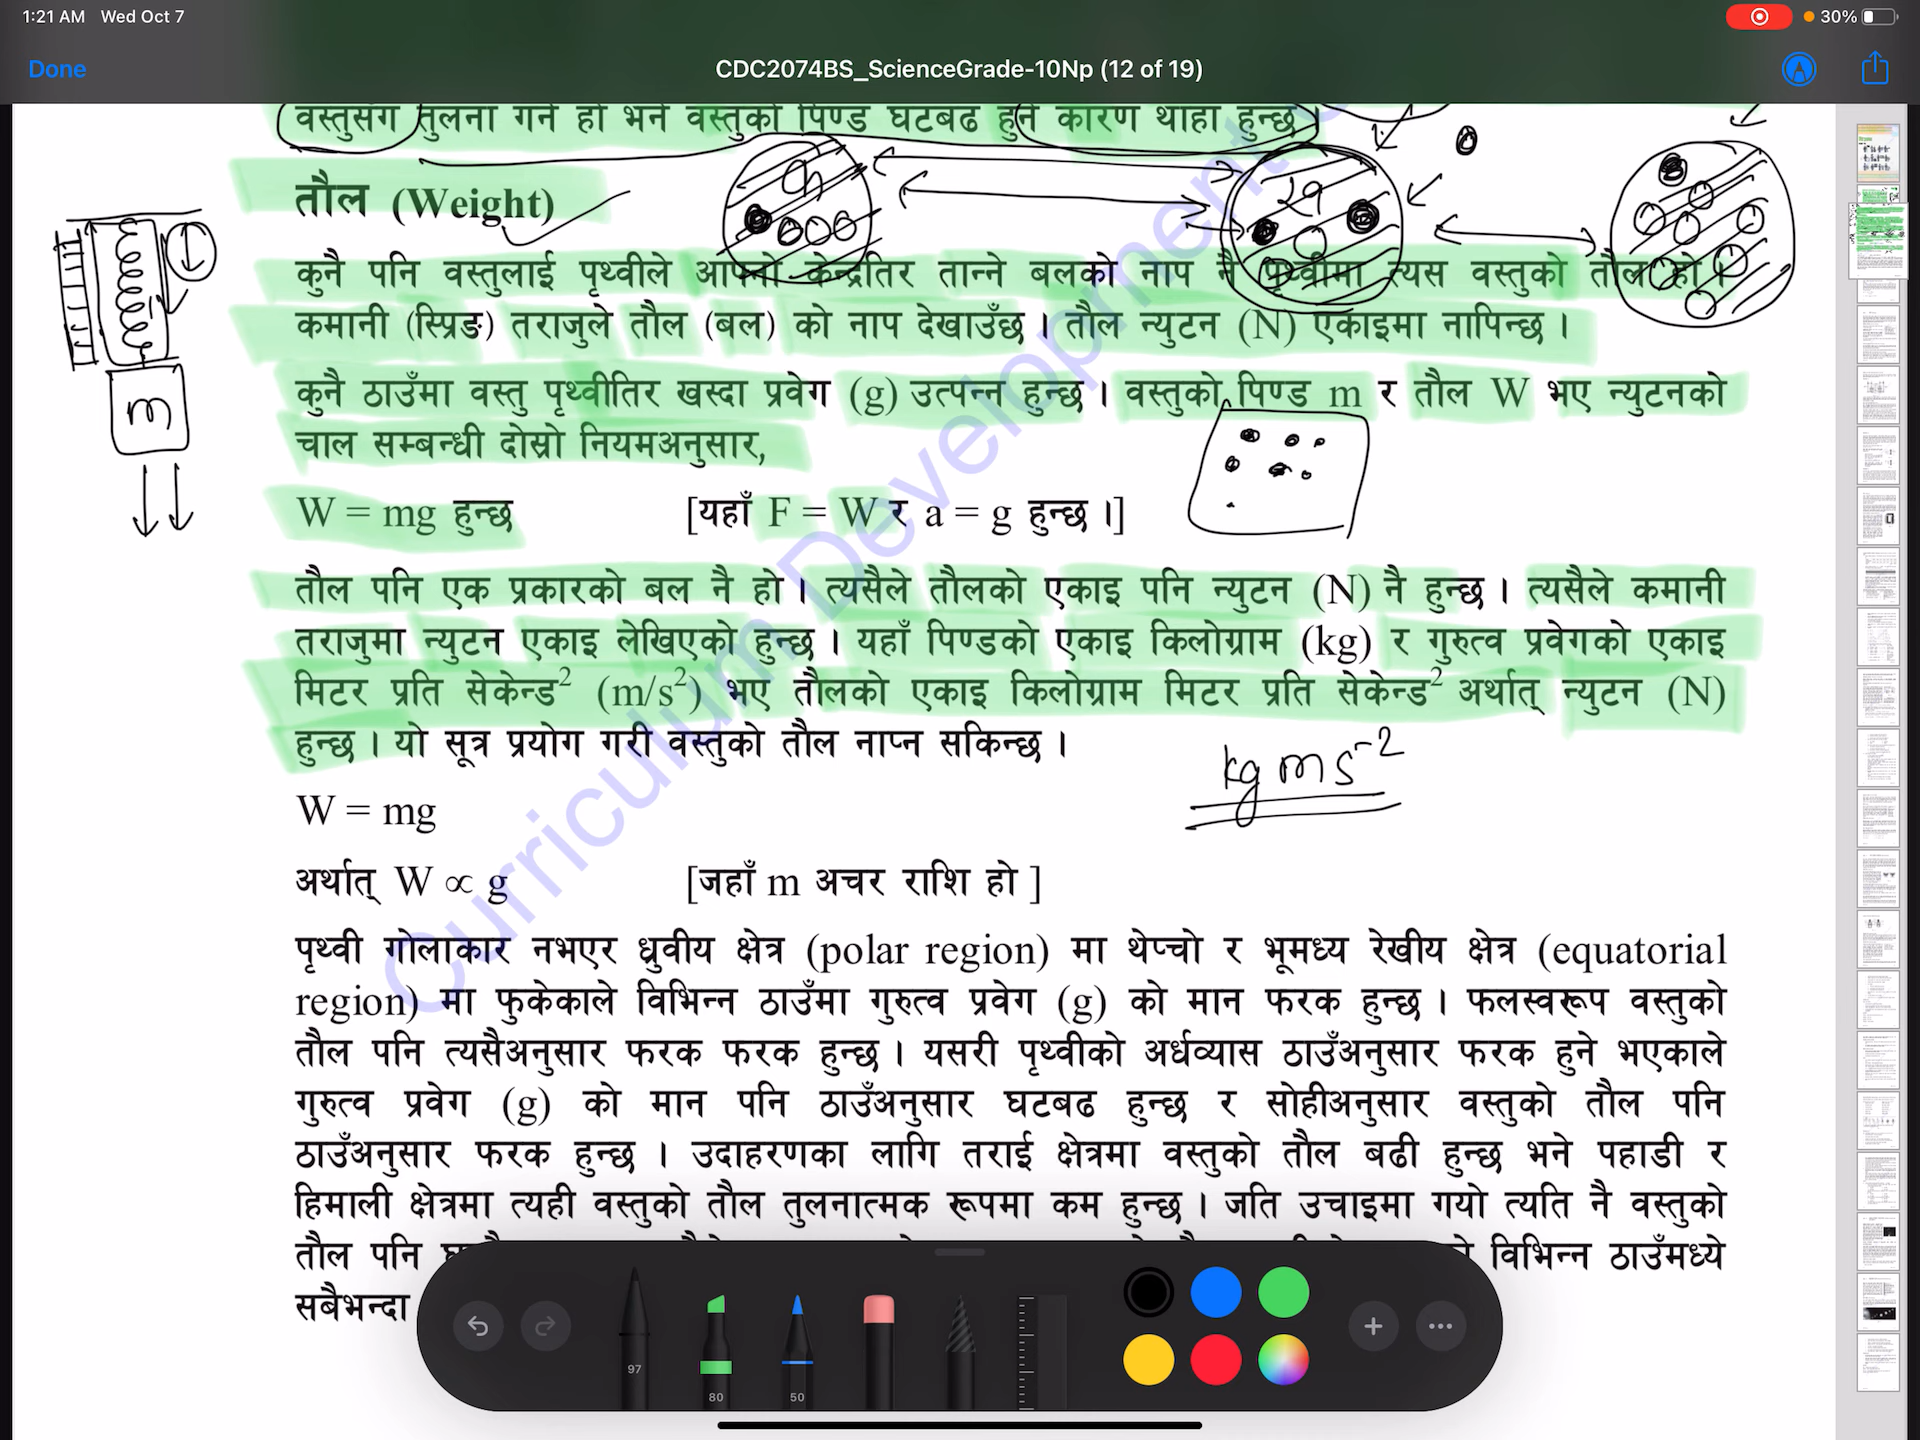 1:21 AM Wed Oct 7
30%
Done
CDC2074BS_ScienceGrade-10Np (12 of 19)
वस्तुसँग तुलना गर्ने हो भने वस्तुको पिण्ड घटबढ हुने कारण थाहा हुन्छ
तौल (Weight)
कुनै पनि वस्तुलाई पृथ्वीले आफ्नो केन्द्रतिर तान्ने बलको नाप नै पृथ्वीमा त्यस वस्तुको तौल हो ।
कमानी (स्प्रिङ) तराजुले तौल (बल) को नाप देखाउँछ । तौल न्युटन (N) एकाइमा नापिन्छ ।
कुनै ठाउँमा वस्तु पृथ्वीतिर खस्दा प्रवेग (g) उत्पन्न हुन्छ । वस्तुको पिण्ड m र तौल W भए न्युटनको
चाल सम्बन्धी दोस्रो नियमअनुसार,
m
W = mg हुन्छ [यहाँ F = W र a = g हुन्छ ।]
तौल पनि एक प्रकारको बल नै हो । त्यसैले तौलको एकाइ पनि न्युटन (N) नै हुन्छ । त्यसैले कमानी
तराजुमा न्युटन एकाइ लेखिएको हुन्छ । यहाँ पिण्डको एकाइ किलोग्राम (kg) र गुरुत्व प्रवेगको एकाइ
मिटर प्रति सेकेन्ड² (m/s²) भए तौलको एकाइ किलोग्राम मिटर प्रति सेकेन्ड² अर्थात् न्युटन (N)
हुन्छ । यो सूत्र प्रयोग गरी वस्तुको तौल नाप्न सकिन्छ ।
kg m s⁻²
W = mg
अर्थात् W ∝ g [जहाँ m अचर राशि हो ]
पृथ्वी गोलाकार नभएर ध्रुवीय क्षेत्र (polar region) मा थेप्चो र भूमध्य रेखीय क्षेत्र (equatorial
region) मा फुकेकाले विभिन्न ठाउँमा गुरुत्व प्रवेग (g) को मान फरक हुन्छ । फलस्वरूप वस्तुको
तौल पनि त्यसैअनुसार फरक फरक हुन्छ । यसरी पृथ्वीको अर्धव्यास ठाउँअनुसार फरक हुने भएकाले
गुरुत्व प्रवेग (g) को मान पनि ठाउँअनुसार घटबढ हुन्छ र सोहीअनुसार वस्तुको तौल पनि
ठाउँअनुसार फरक हुन्छ । उदाहरणका लागि तराई क्षेत्रमा वस्तुको तौल बढी हुन्छ भने पहाडी र
हिमाली क्षेत्रमा त्यही वस्तुको तौल तुलनात्मक रूपमा कम हुन्छ । जति उचाइमा गयो त्यति नै वस्तुको
तौल पनि विभिन्न ठाउँमध्ये
सबैभन्दा
Curriculum Development
97
80
50